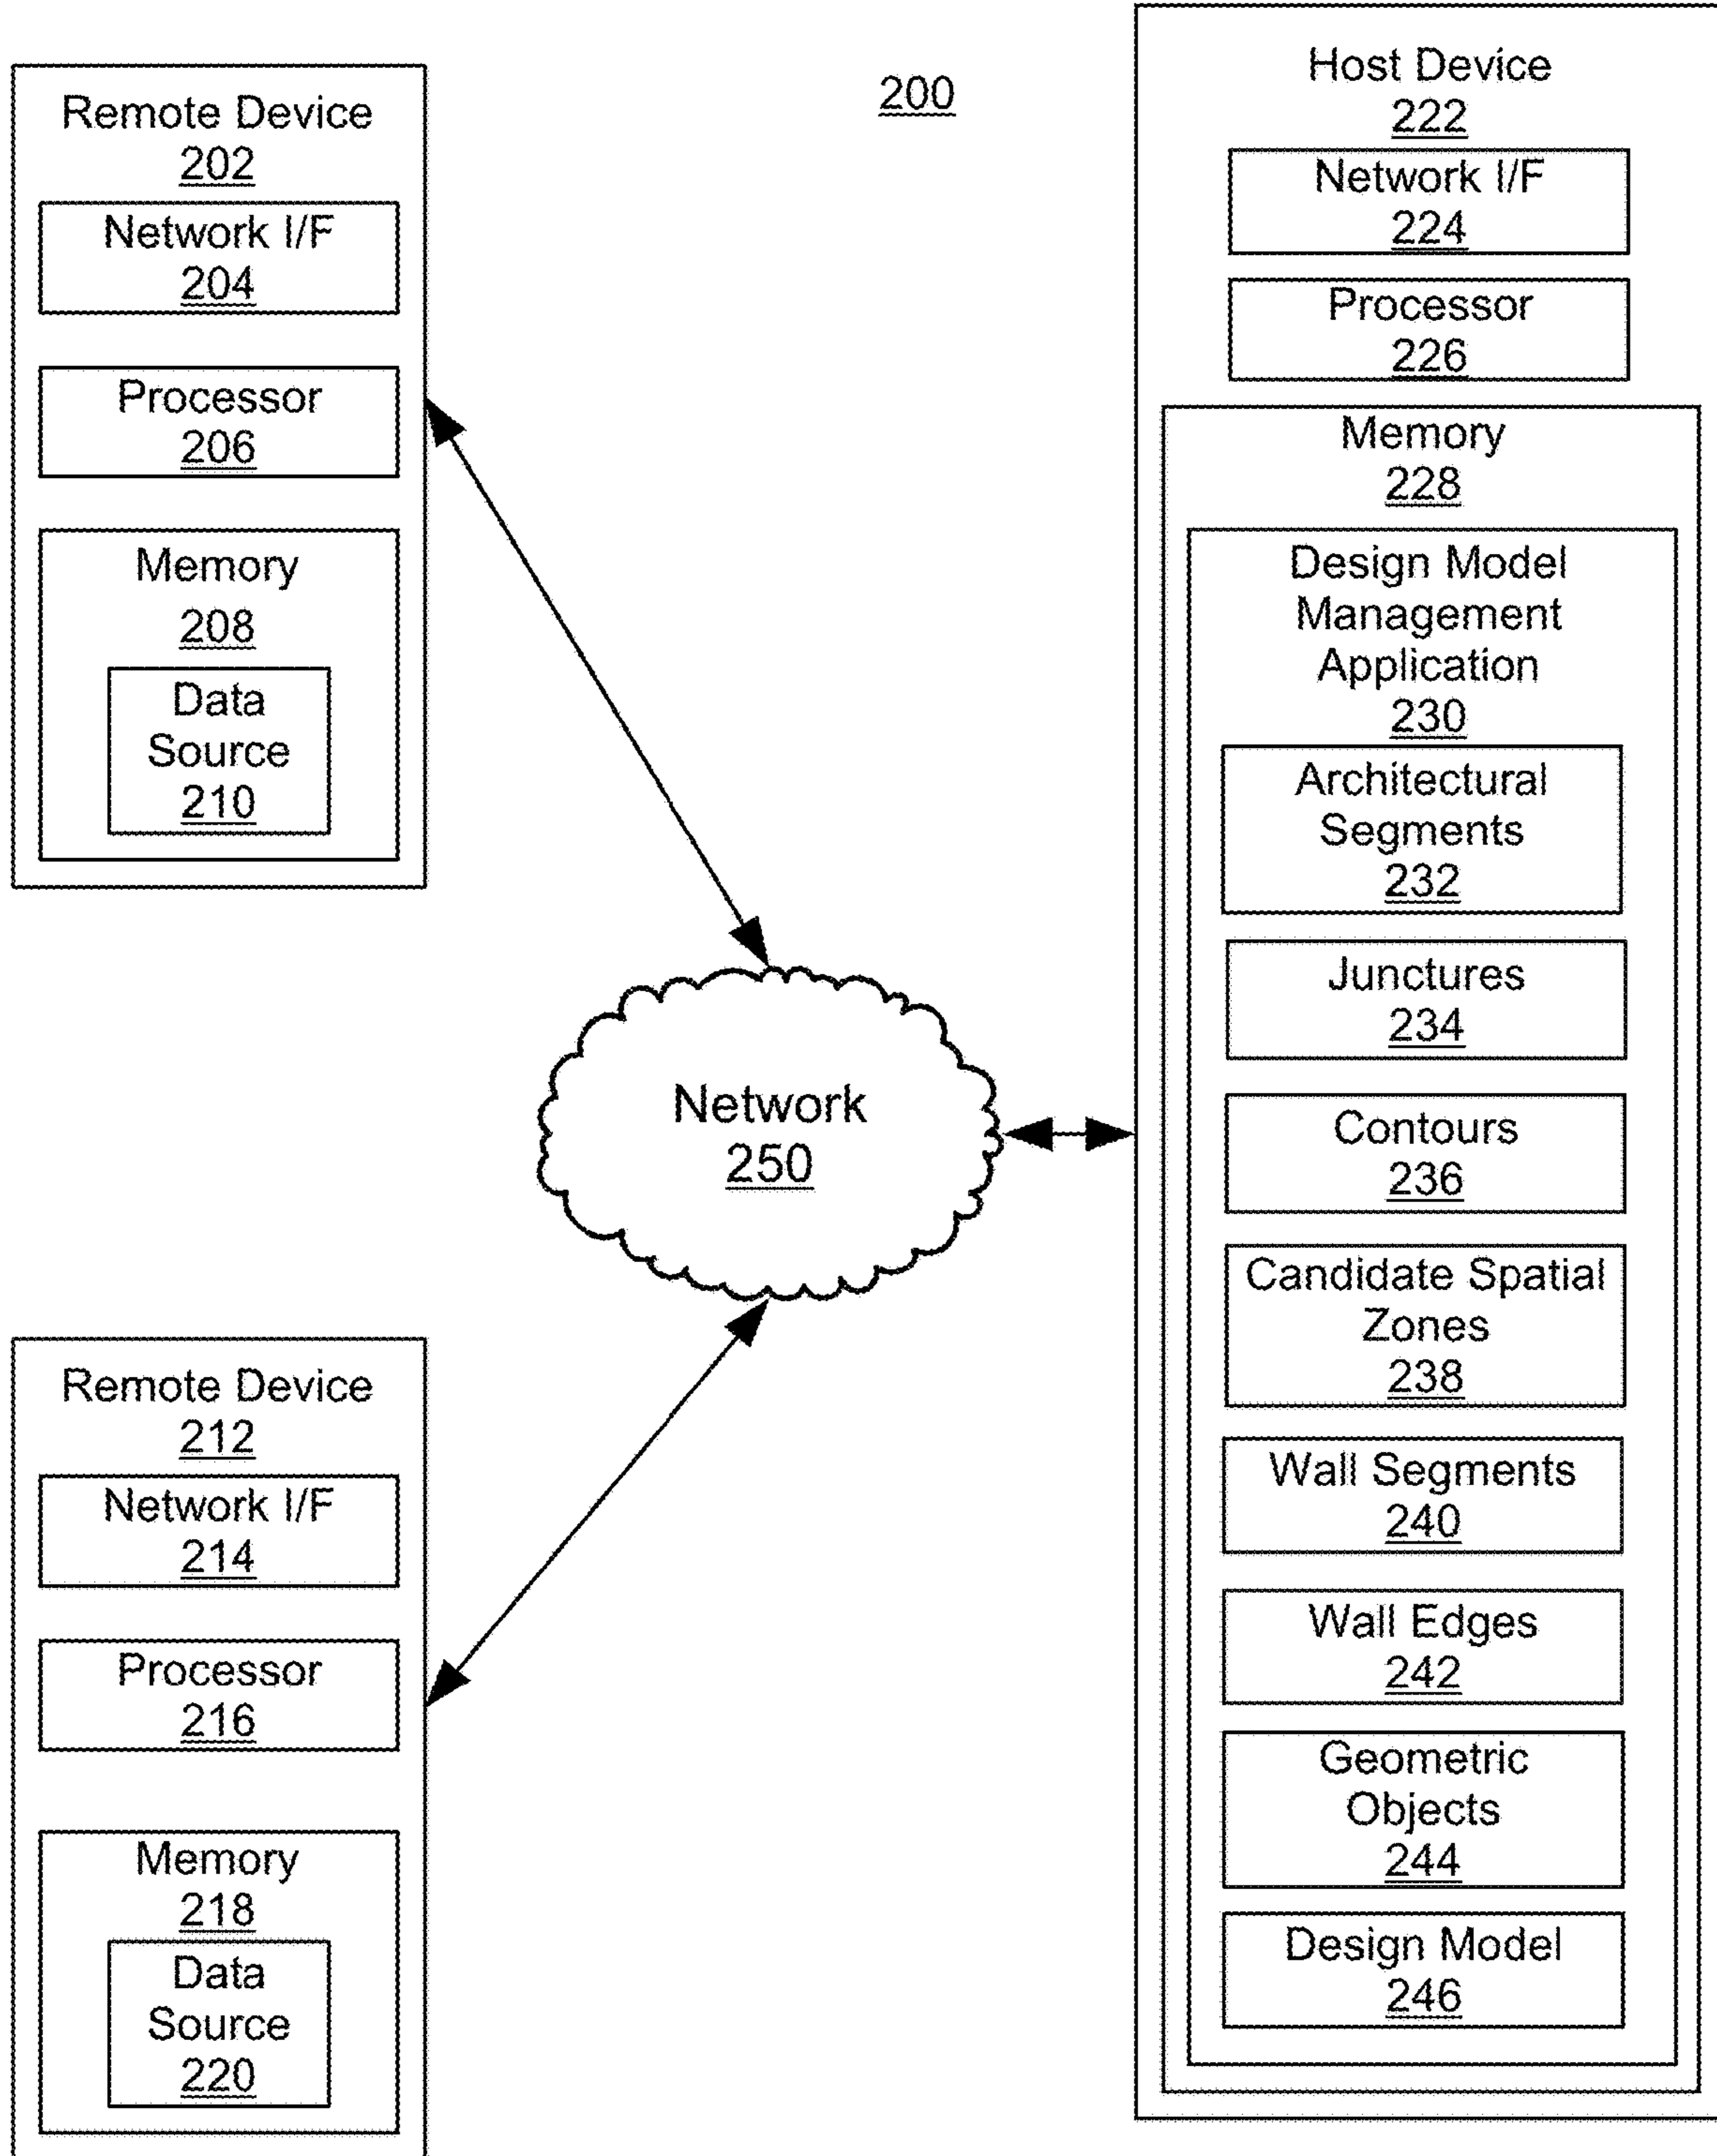 200
Remote Device
202
Network I/F
204
Processor
206
Memory
208
Data
Source
210
Remote Device
212
Network I/F
214
Processor
216
Memory
218
Data
Source
220
Network
250
Host Device
222
Network I/F
224
Processor
226
Memory
228
Design Model
Management
Application
230
Architectural
Segments
232
Junctures
234
Contours
236
Candidate Spatial
Zones
238
Wall Segments
240
Wall Edges
242
Geometric
Objects
244
Design Model
246